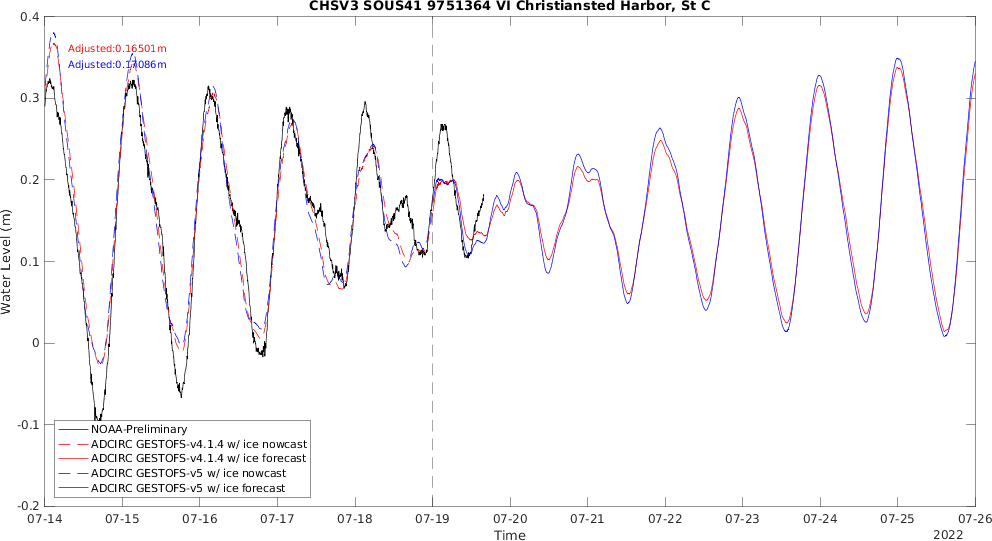 CHSV3 SOUS41 9751364 VI Christiansted Harbor, St C
Adjusted:0.16501m
Adjusted:0.17086m
Water Level (m)
0.4
0.3
0.2
0.1
0
-0.1
-0.2
NOAA-Preliminary
ADCIRC GESTOFS-v4.1.4 w/ ice nowcast
ADCIRC GESTOFS-v4.1.4 w/ ice forecast
ADCIRC GESTOFS-v5 w/ ice nowcast
ADCIRC GESTOFS-v5 w/ ice forecast
07-14 07-15 07-16 07-17 07-18 07-19 07-20 07-21 07-22 07-23 07-24 07-25 07-26
Time
2022